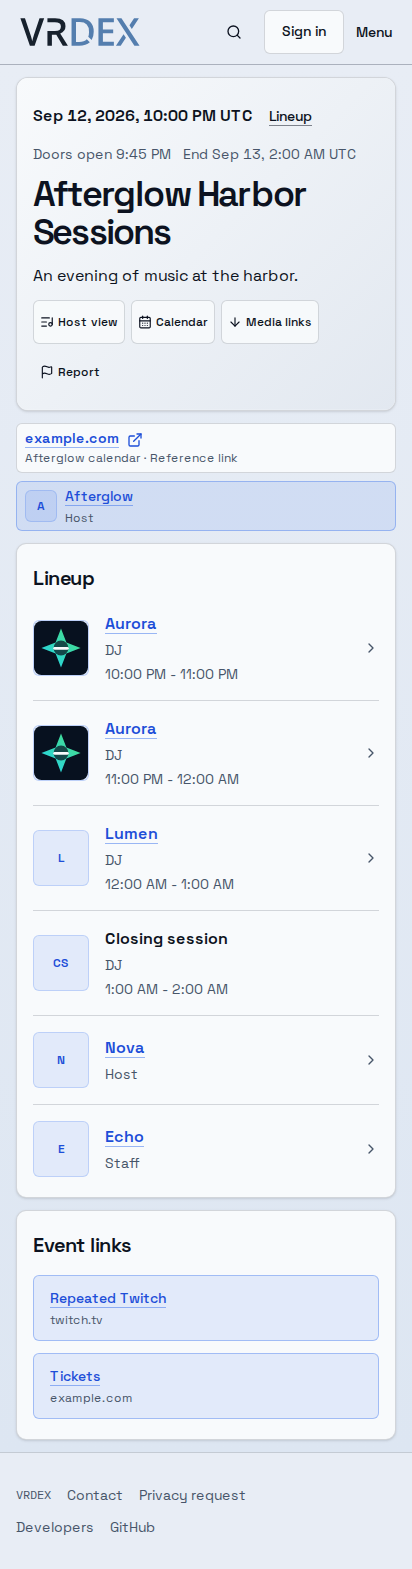 VRDEX
Sign in
Menu
Sep 12, 2026, 10:00 PM UTC
Lineup
Doors open 9:45 PM
End Sep 13, 2:00 AM UTC
Afterglow Harbor
Sessions
An evening of music at the harbor.
Host view
Calendar
Media links
Report
example.com
Afterglow calendar · Reference link
A
Afterglow
Host
Lineup
Aurora
DJ
10:00 PM - 11:00 PM
Aurora
DJ
11:00 PM - 12:00 AM
L
Lumen
DJ
12:00 AM - 1:00 AM
CS
Closing session
DJ
1:00 AM - 2:00 AM
N
Nova
Host
E
Echo
Staff
Event links
Repeated Twitch
twitch.tv
Tickets
example.com
VRDEX
Contact
Privacy request
Developers
GitHub